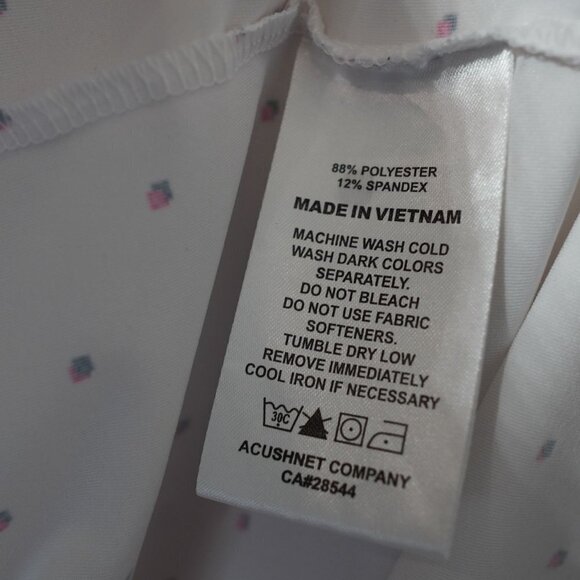 88% POLYESTER
12% SPANDEX
MADE IN VIETNAM
MACHINE WASH COLD
WASH DARK COLORS
SEPARATELY.
DO NOT BLEACH
DO NOT USE FABRIC
SOFTENERS.
TUMBLE DRY LOW
REMOVE IMMEDIATELY
COOL IRON IF NECESSARY
30C
ACUSHNET COMPANY
CA#28544